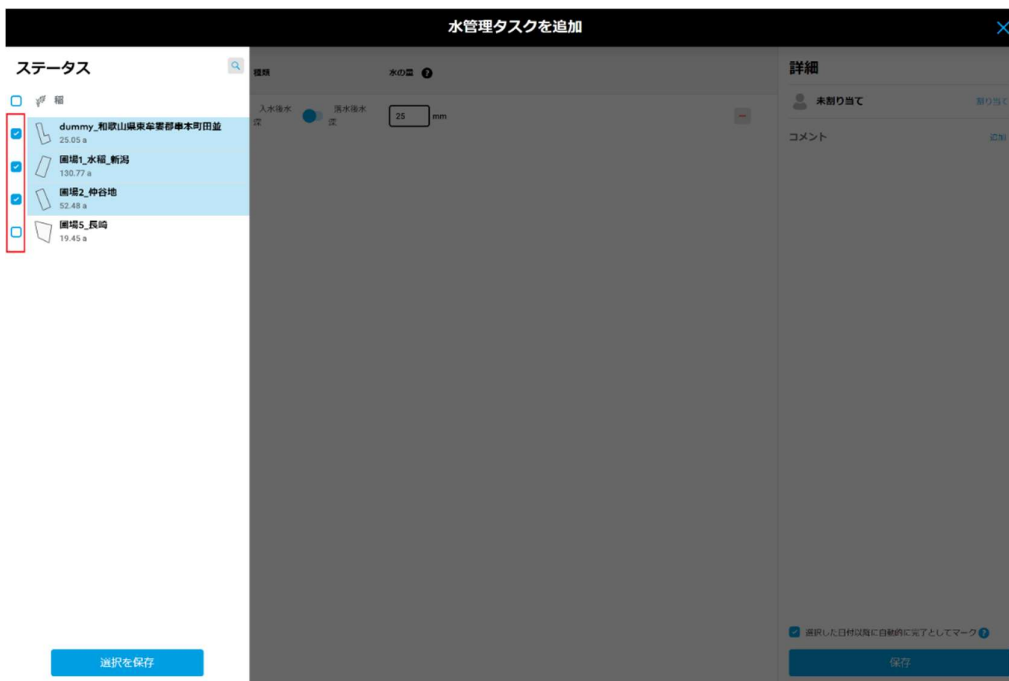 水管理タスクを追加
ステータス
稲
dummy_和歌山県東牟婁郡串本町田並
25.05 a
圃場1_水稲_新潟
130.77 a
圃場2_仲谷地
52.48 a
圃場5_長崎
19.45 a
選択を保存
種類
水の量 ?
入水後水深
落水後水深
25 mm
詳細
未割り当て
割り当て
コメント
追加
選択した日付以降に自動的に完了としてマーク ?
保存